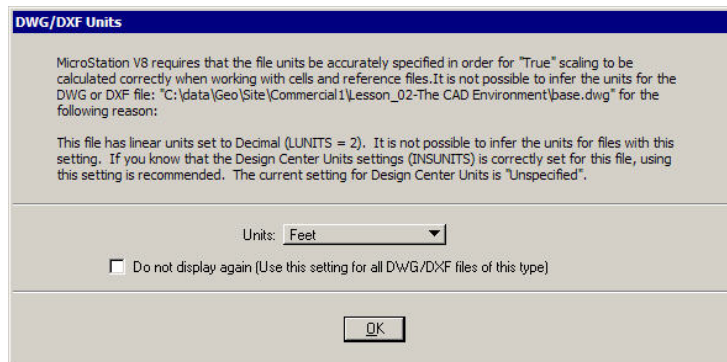 DWG/DXF Units
MicroStation V8 requires that the file units be accurately specified in order for "True" scaling to be
calculated correctly when working with cells and reference files.It is not possible to infer the units for the
DWG or DXF file: "C:\data\Geo\Site\Commercial1\Lesson_02-The CAD Environment\base.dwg" for the
following reason:
This file has linear units set to Decimal (LUNITS = 2).  It is not possible to infer the units for files with this
setting.  If you know that the Design Center Units settings (INSUNITS) is correctly set for this file, using
this setting is recommended.  The current setting for Design Center Units is "Unspecified".
Units: Feet
Do not display again (Use this setting for all DWG/DXF files of this type)
OK